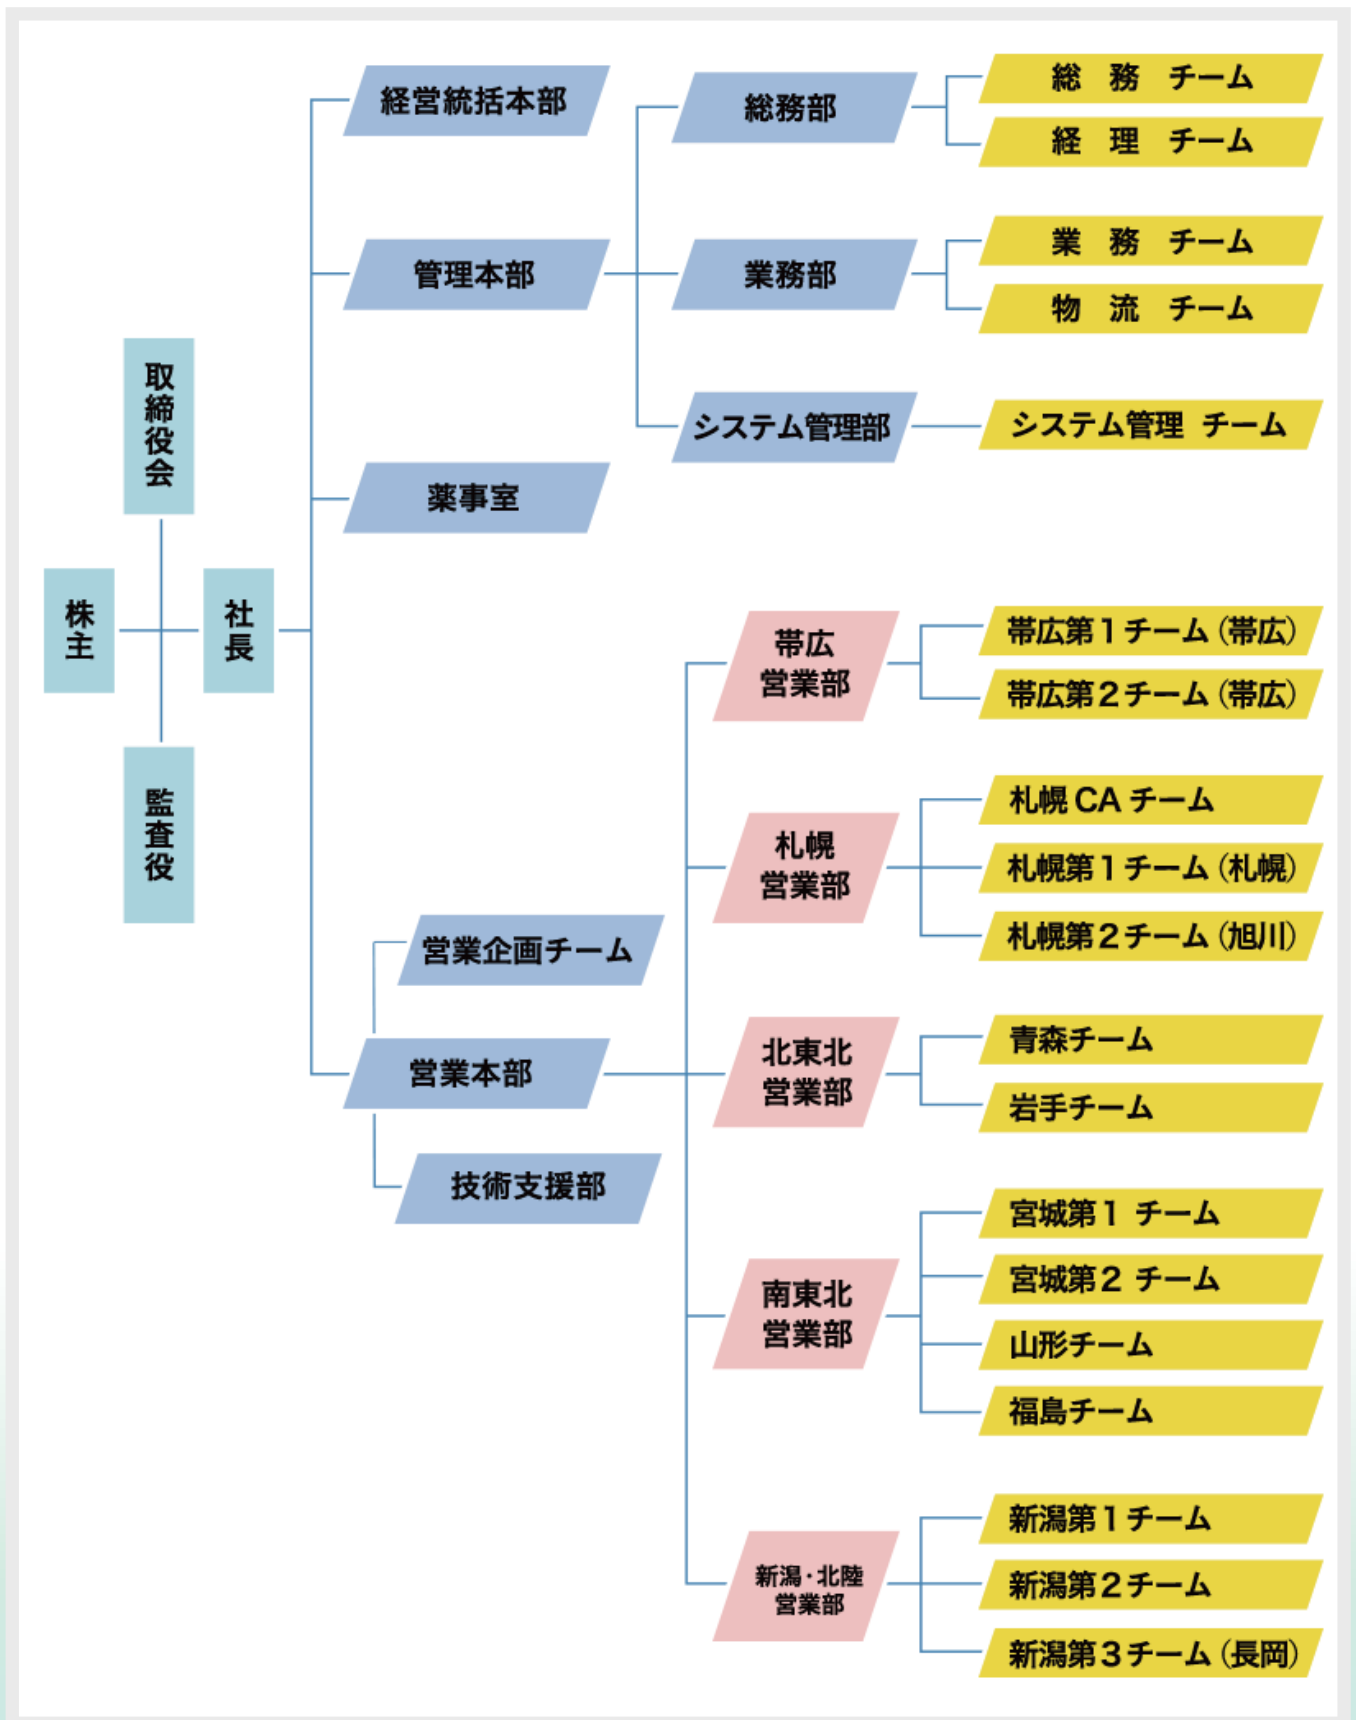 株主
取締役会
監査役
社長
経営統括本部
管理本部
総務部
総　務　チーム
経　理　チーム
業務部
業　務　チーム
物　流　チーム
システム管理部
システム管理 チーム
薬事室
営業企画チーム
営業本部
技術支援部
帯広
営業部
帯広第1チーム（帯広）
帯広第2チーム（帯広）
札幌
営業部
札幌 CA チーム
札幌第1チーム（札幌）
札幌第2チーム（旭川）
北東北
営業部
青森チーム
岩手チーム
南東北
営業部
宮城第1 チーム
宮城第2 チーム
山形チーム
福島チーム
新潟・北陸
営業部
新潟第1チーム
新潟第2チーム
新潟第3チーム（長岡）